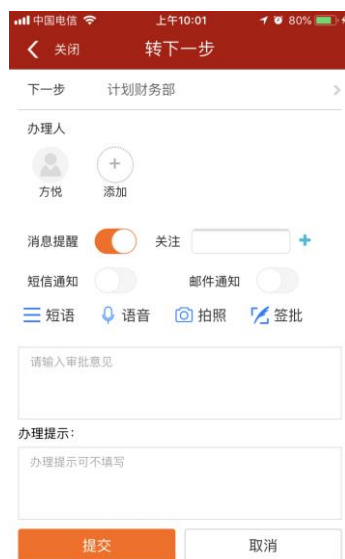 中国电信 上午10:01 80%
关闭 转下一步
下一步 计划财务部
办理人
方悦 添加
消息提醒 关注
短信通知 邮件通知
短语 语音 拍照 签批
请输入审批意见
办理提示：
办理提示可不填写
提交 取消